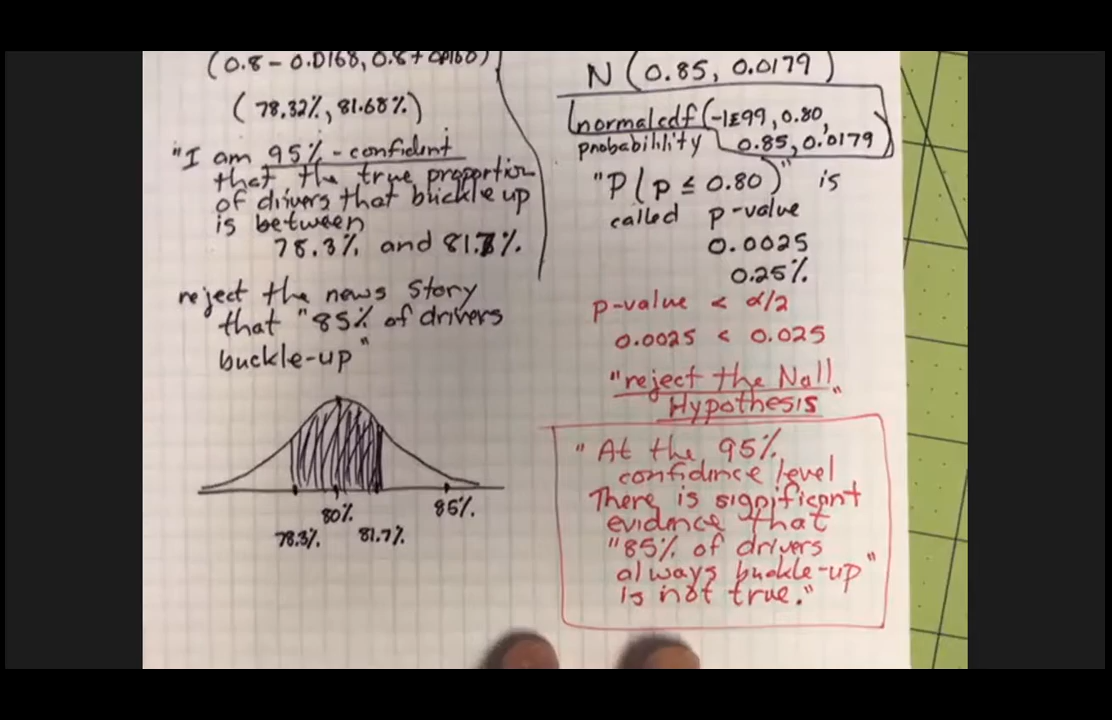 (0.8 - 0.0168, 0.8 + 0.0160)
(78.32%, 81.68%)
"I am 95% - confident
that the true proportion
of drivers that buckle up
is between
78.3% and 81.7%.
reject the news story
that "85% of drivers
buckle-up"
80%
85%
78.3%
81.7%
N (0.85, 0.0179)
normalcdf(-1E99, 0.80,
probabilility 0.85, 0.0179)
"P(p ≤ 0.80)" is
called p-value
0.0025
0.25%
p-value < α/2
0.0025 < 0.025
"reject the Null
Hypothesis"
"At the 95%
confidence level
There is significant
evidence that
"85% of drivers
always buckle-up"
is not true."